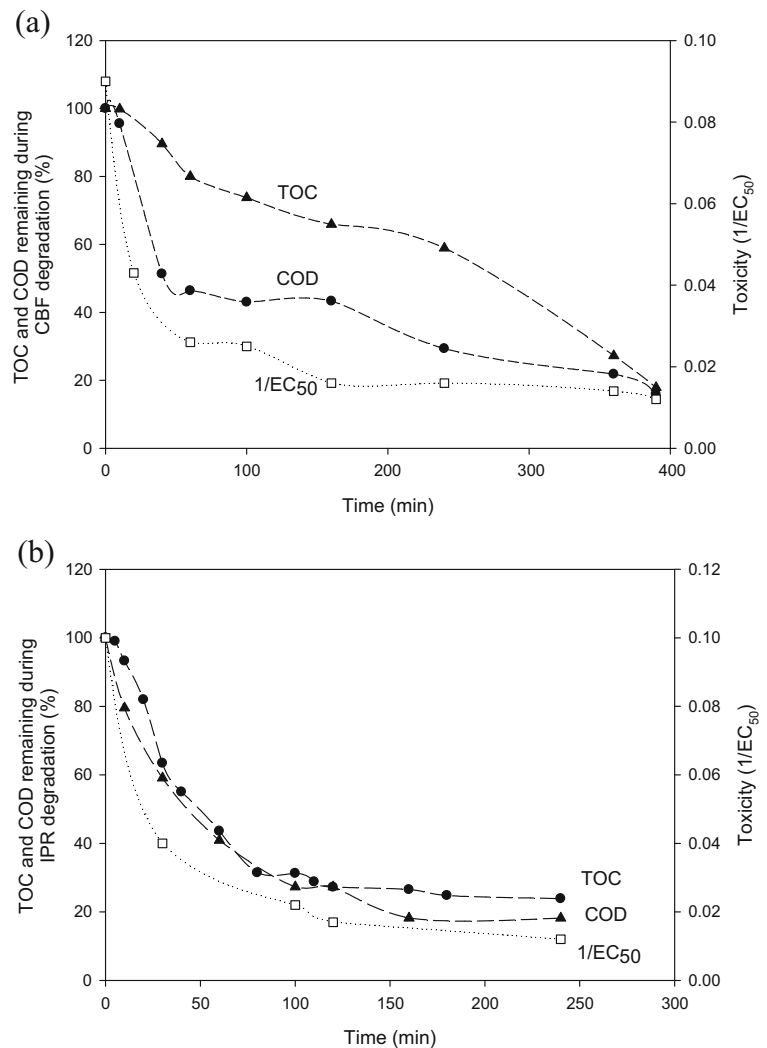 (a)
120
100
80
60
40
20
0
TOC and COD remaining during
CBF degradation (%)
0.10
0.08
0.06
0.04
0.02
0.00
Toxicity (1/EC50)
TOC
COD
1/EC50
0 100 200 300 400
Time (min)
(b)
120
100
80
60
40
20
0
TOC and COD remaining during
IPR degradation (%)
0.12
0.10
0.08
0.06
0.04
0.02
0.00
Toxicity (1/EC50)
TOC
COD
1/EC50
0 50 100 150 200 250 300
Time (min)